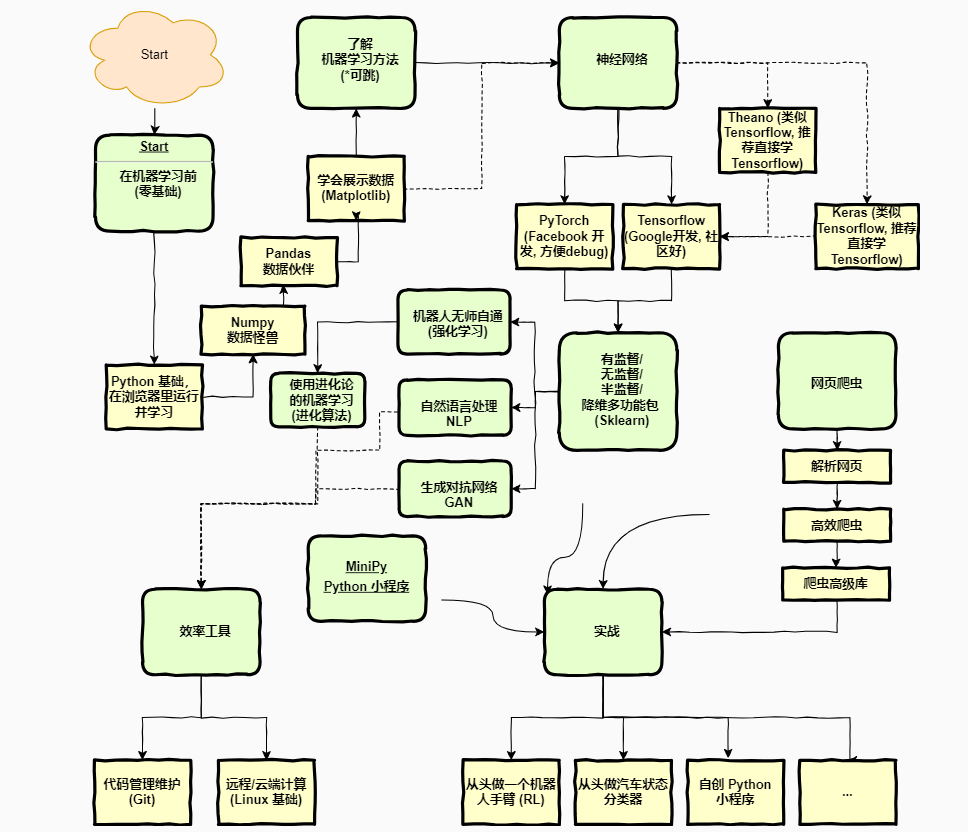 Start
Start
在机器学习前
(零基础)
了解
机器学习方法
(*可跳)
神经网络
Theano (类似
Tensorflow, 推
荐直接学
Tensorflow)
学会展示数据
(Matplotlib)
PyTorch
(Facebook 开
发, 方便debug)
Tensorflow
(Google开发, 社
区好)
Keras (类似
Tensorflow, 推荐
直接学
Tensorflow)
Pandas
数据伙伴
Numpy
数据怪兽
Python 基础,
在浏览器里运行
并学习
机器人无师自通
(强化学习)
使用进化论
的机器学习
(进化算法)
自然语言处理
NLP
生成对抗网络
GAN
有监督/
无监督/
半监督/
降维多功能包
(Sklearn)
网页爬虫
解析网页
高效爬虫
爬虫高级库
MiniPy
Python 小程序
效率工具
实战
代码管理维护
(Git)
远程/云端计算
(Linux 基础)
从头做一个机器
人手臂 (RL)
从头做汽车状态
分类器
自创 Python
小程序
...